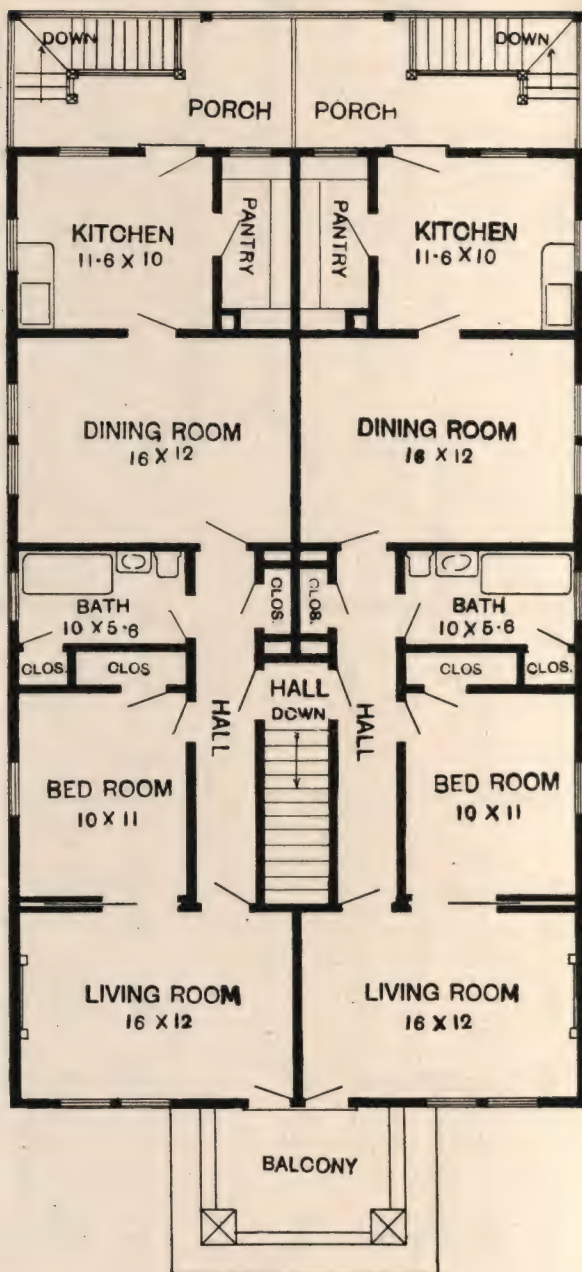 DOWN
DOWN
PORCH
PORCH
KITCHEN
11-6 X 10
PANTRY
PANTRY
KITCHEN
11-6 X 10
DINING ROOM
16 X 12
DINING ROOM
16 X 12
BATH
10 X 5-6
CLOS.
CLOS.
BATH
10 X 5-6
CLOS.
CLOS
CLOS
CLOS.
HALL
HALL
DOWN
HALL
BED ROOM
10 X 11
BED ROOM
10 X 11
LIVING ROOM
16 X 12
LIVING ROOM
16 X 12
BALCONY